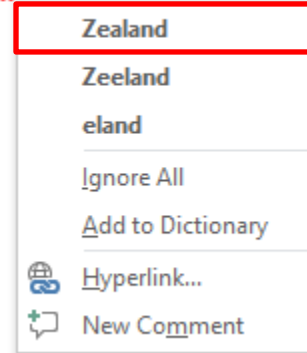 Zealand
Zeeland
eland
Ignore All
Add to Dictionary
Hyperlink...
New Comment